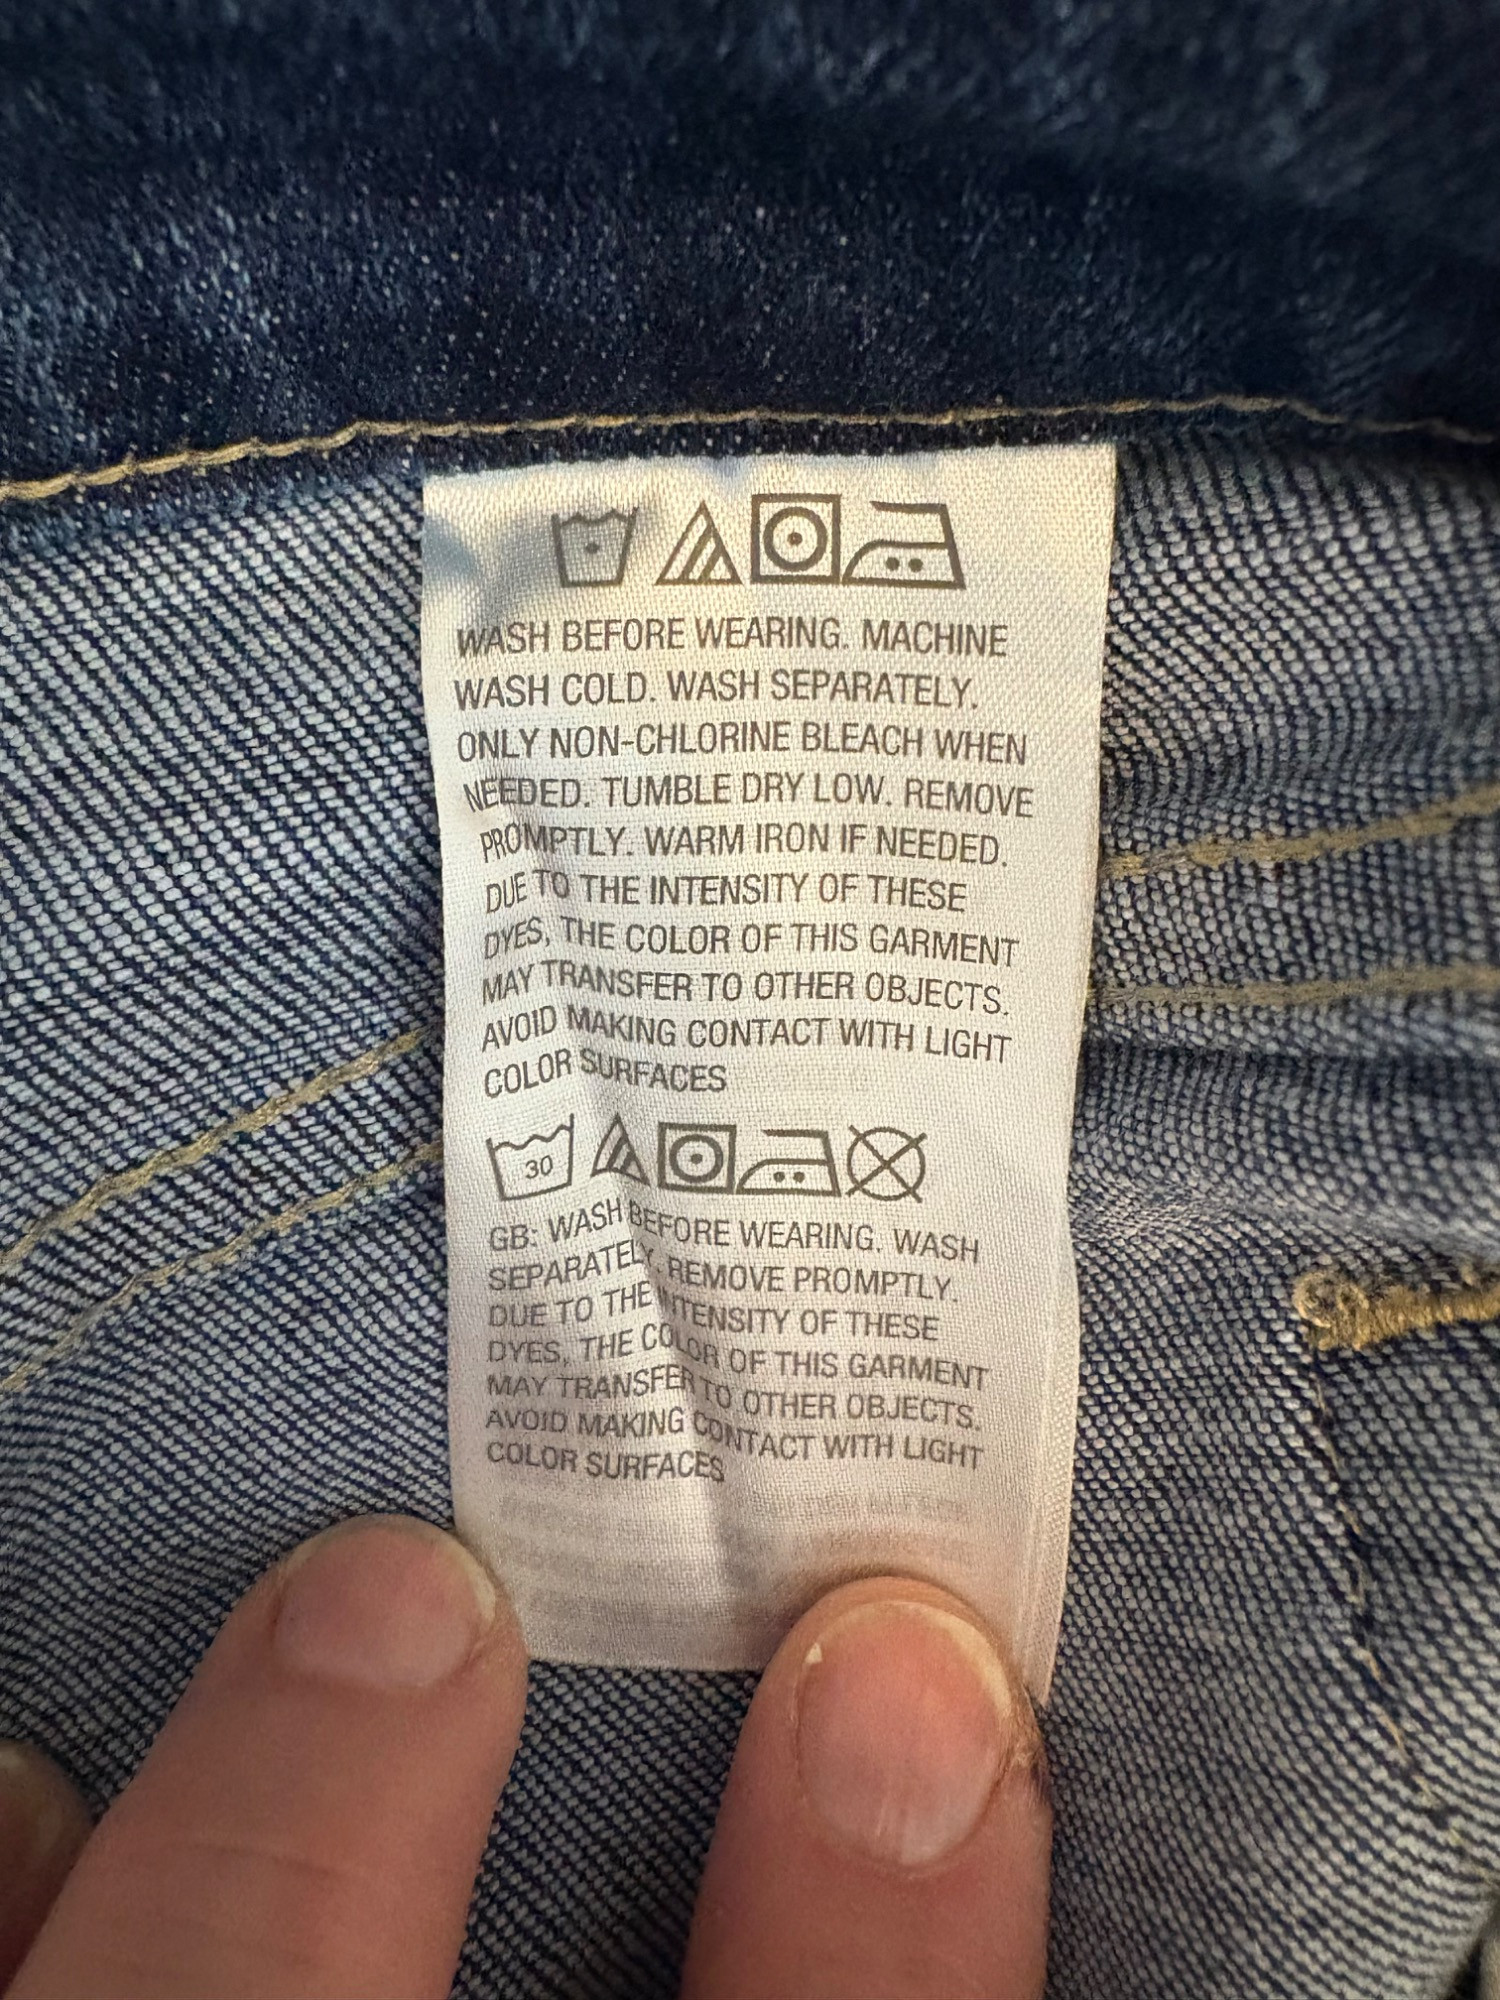 WASH BEFORE WEARING. MACHINE
WASH COLD. WASH SEPARATELY.
ONLY NON-CHLORINE BLEACH WHEN
NEEDED. TUMBLE DRY LOW. REMOVE
PROMPTLY. WARM IRON IF NEEDED.
DUE TO THE INTENSITY OF THESE
DYES, THE COLOR OF THIS GARMENT
MAY TRANSFER TO OTHER OBJECTS.
AVOID MAKING CONTACT WITH LIGHT
COLOR SURFACES
30
GB: WASH BEFORE WEARING. WASH
SEPARATELY. REMOVE PROMPTLY.
DUE TO THE INTENSITY OF THESE
DYES, THE COLOR OF THIS GARMENT
MAY TRANSFER TO OTHER OBJECTS.
AVOID MAKING CONTACT WITH LIGHT
COLOR SURFACES